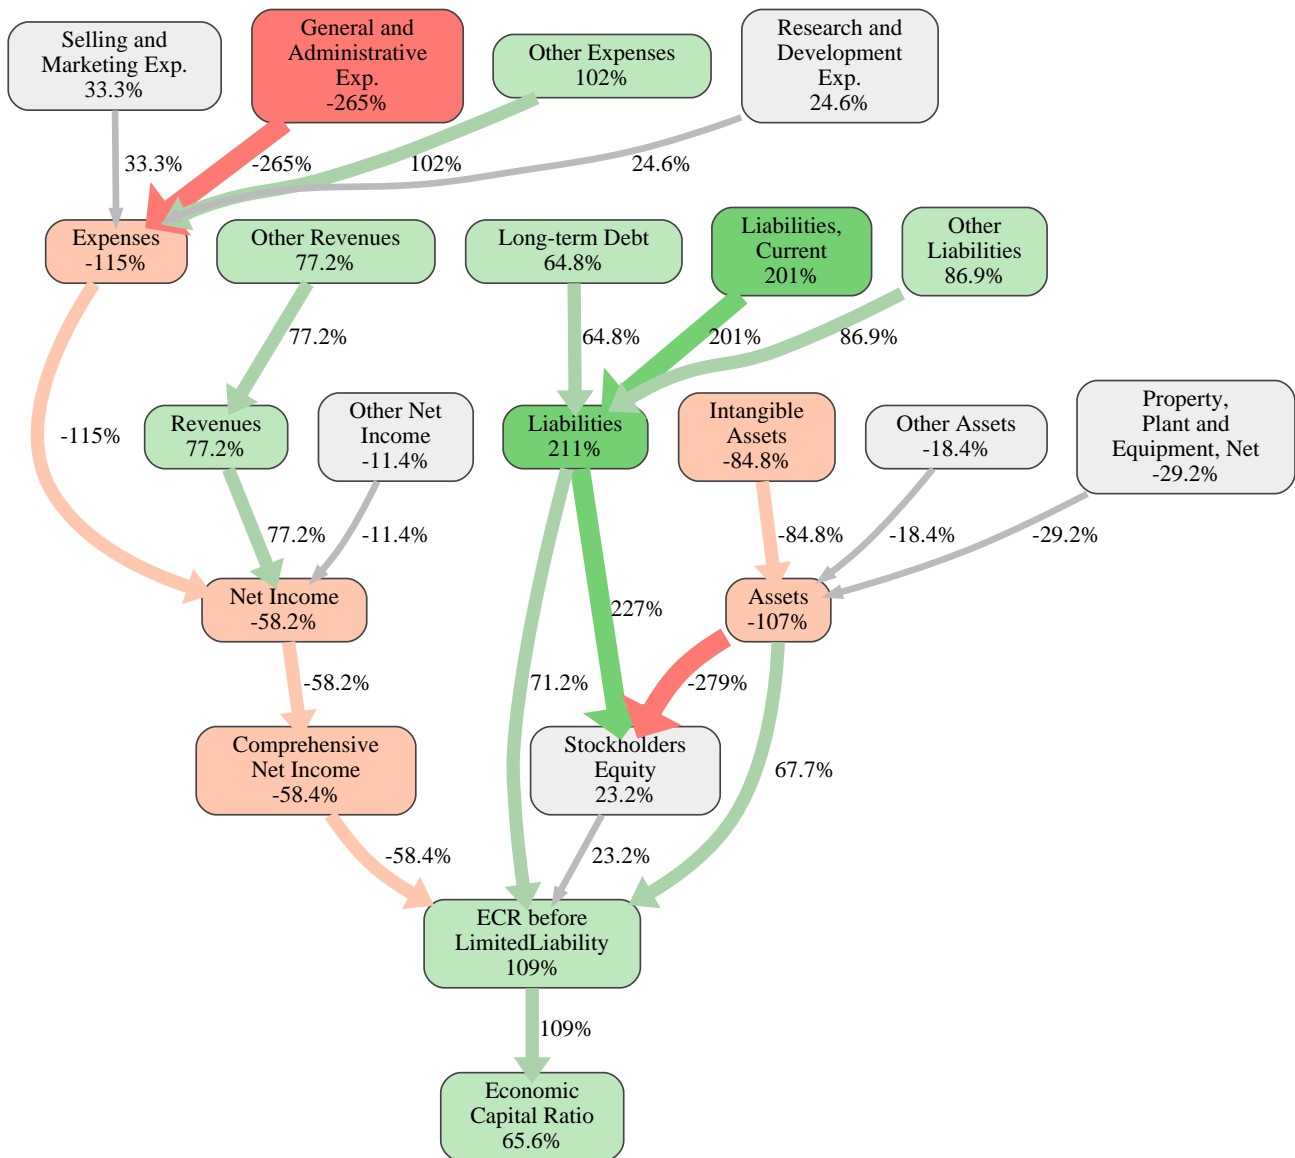 Selling and
Marketing Exp.
33.3%
General and
Administrative
Exp.
-265%
Other Expenses
102%
Research and
Development
Exp.
24.6%
33.3%
-265%
102%
24.6%
Expenses
-115%
Other Revenues
77.2%
Long-term Debt
64.8%
Liabilities,
Current
201%
Other
Liabilities
86.9%
77.2%
64.8%
201%
86.9%
-115%
Revenues
77.2%
Other Net
Income
-11.4%
Liabilities
211%
Intangible
Assets
-84.8%
Other Assets
-18.4%
Property,
Plant and
Equipment, Net
-29.2%
77.2%
-11.4%
-84.8%
-18.4%
-29.2%
Net Income
-58.2%
227%
Assets
-107%
-58.2%
71.2%
-279%
67.7%
Comprehensive
Net Income
-58.4%
Stockholders
Equity
23.2%
-58.4%
23.2%
ECR before
LimitedLiability
109%
109%
Economic
Capital Ratio
65.6%